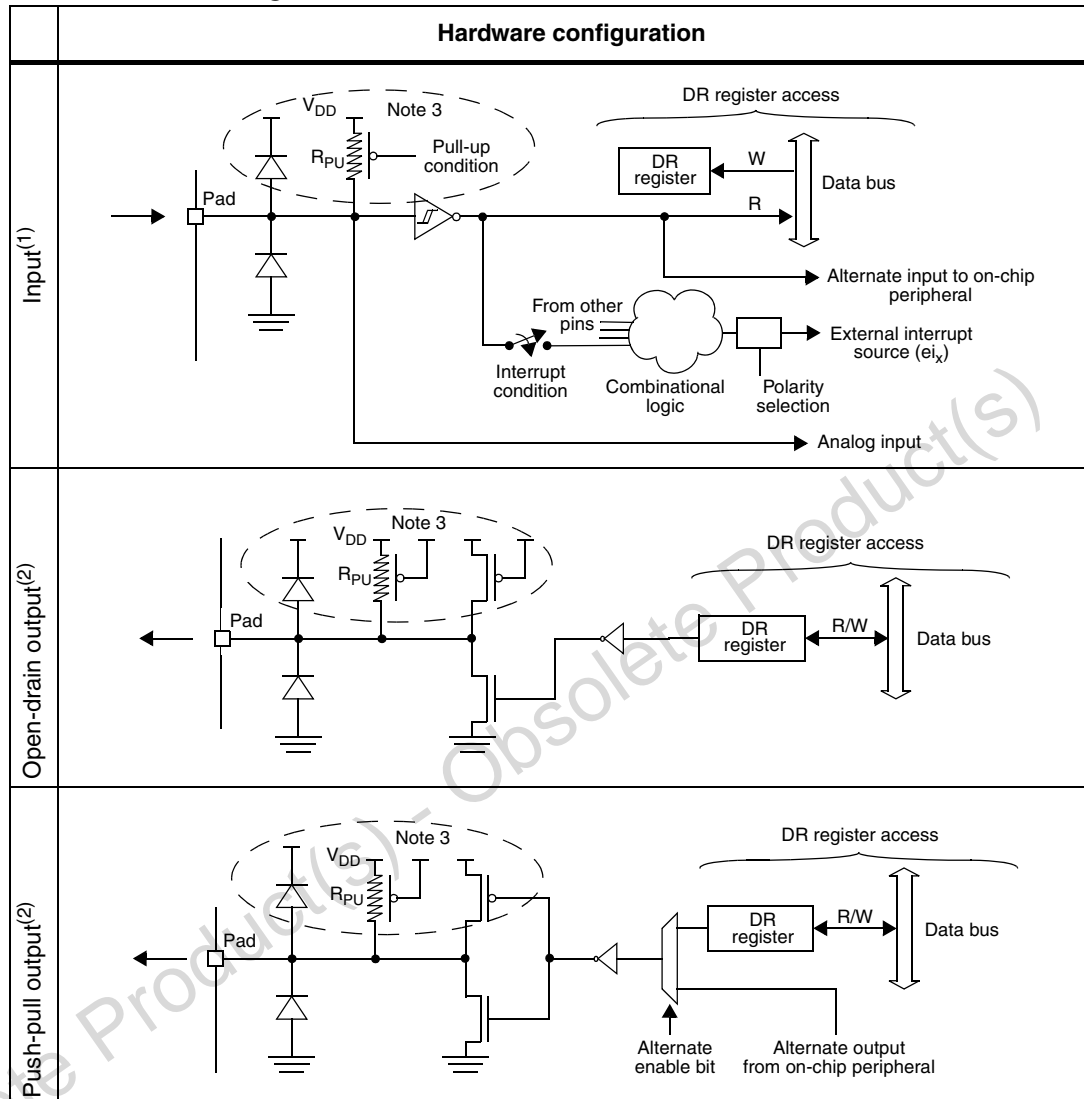 Hardware configuration
Input(1)
VDD
Note 3
RPU
Pull-up
condition
Pad
DR register access
DR
register
W
R
Data bus
Alternate input to on-chip
peripheral
From other
pins
Interrupt
condition
Combinational
logic
Polarity
selection
External interrupt
source (eix)
Analog input
Open-drain output(2)
VDD
Note 3
RPU
Pad
DR register access
DR
register
R/W
Data bus
Push-pull output(2)
VDD
Note 3
RPU
Pad
DR register access
DR
register
R/W
Data bus
Alternate
enable bit
Alternate output
from on-chip peripheral
ete Product(s) - Obsolete Product(s)